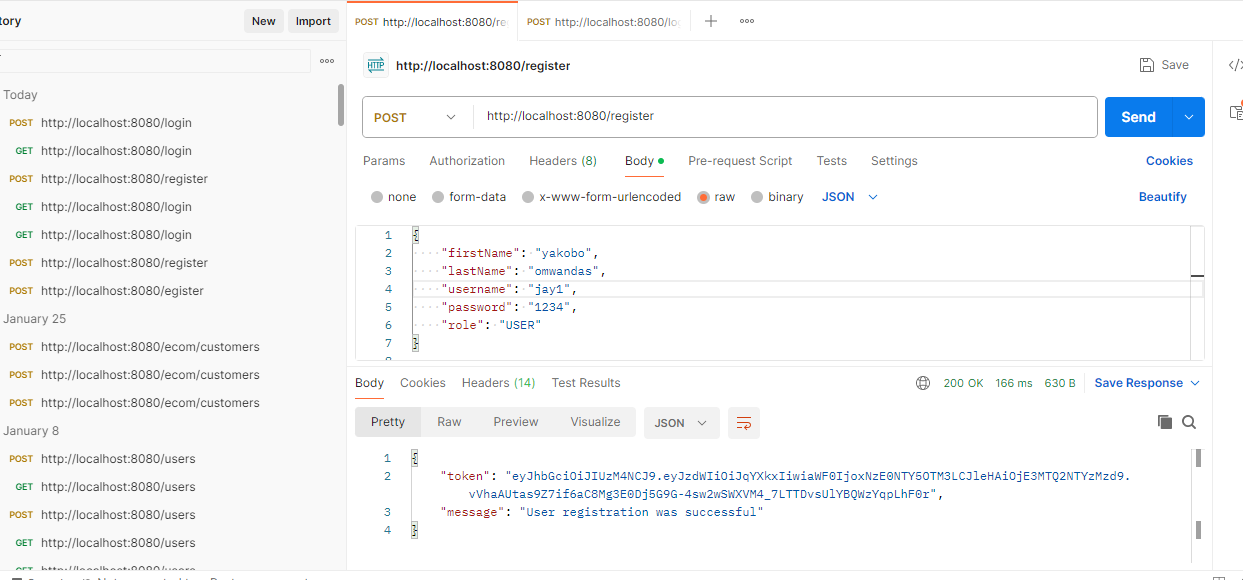 tory
New Import
POST http://localhost:8080/re
POST http://localhost:8080/lo
HTTP http://localhost:8080/register
Save
Today
POST http://localhost:8080/login
GET http://localhost:8080/login
POST http://localhost:8080/register
GET http://localhost:8080/login
GET http://localhost:8080/login
POST http://localhost:8080/register
POST http://localhost:8080/egister
January 25
POST http://localhost:8080/ecom/customers
POST http://localhost:8080/ecom/customers
POST http://localhost:8080/ecom/customers
January 8
POST http://localhost:8080/users
GET http://localhost:8080/users
POST http://localhost:8080/users
GET http://localhost:8080/users
GET http://localhost:8080/users
POST http://localhost:8080/register Send
Params Authorization Headers (8) Body Pre-request Script Tests Settings Cookies
none form-data x-www-form-urlencoded raw binary JSON Beautify
1 {
2 "firstName": "yakobo",
3 "lastName": "omwandas",
4 "username": "jay1",
5 "password": "1234",
6 "role": "USER"
7 }
Body Cookies Headers (14) Test Results 200 OK 166 ms 630 B Save Response
Pretty Raw Preview Visualize JSON
1 {
2 "token": "eyJhbGciOiJIUzM4NCJ9.eyJzdWIiOiJqYXkxIiwiaWF0IjoxNzE0NTY5OTM3LCJleHAiOjE3MTQ2NTYzMzd9.
vVhaAUtas9Z7if6aC8Mg3E0Dj5G9G-4sw2wSWXVM4_7LTTDvsUlYBQWzYqpLhF0r",
3 "message": "User registration was successful"
4 }